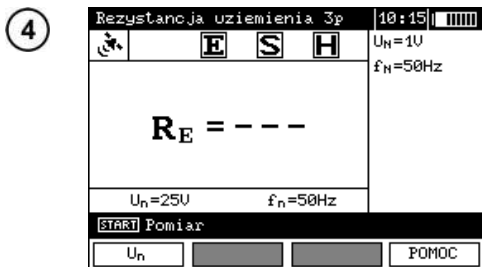 4
Rezystancja uziemienia 3p 10:15
E S H
U_N=1V
f_N=50Hz
R_E = - - -
U_n=25V f_n=50Hz
START Pomiar
U_n POMOC